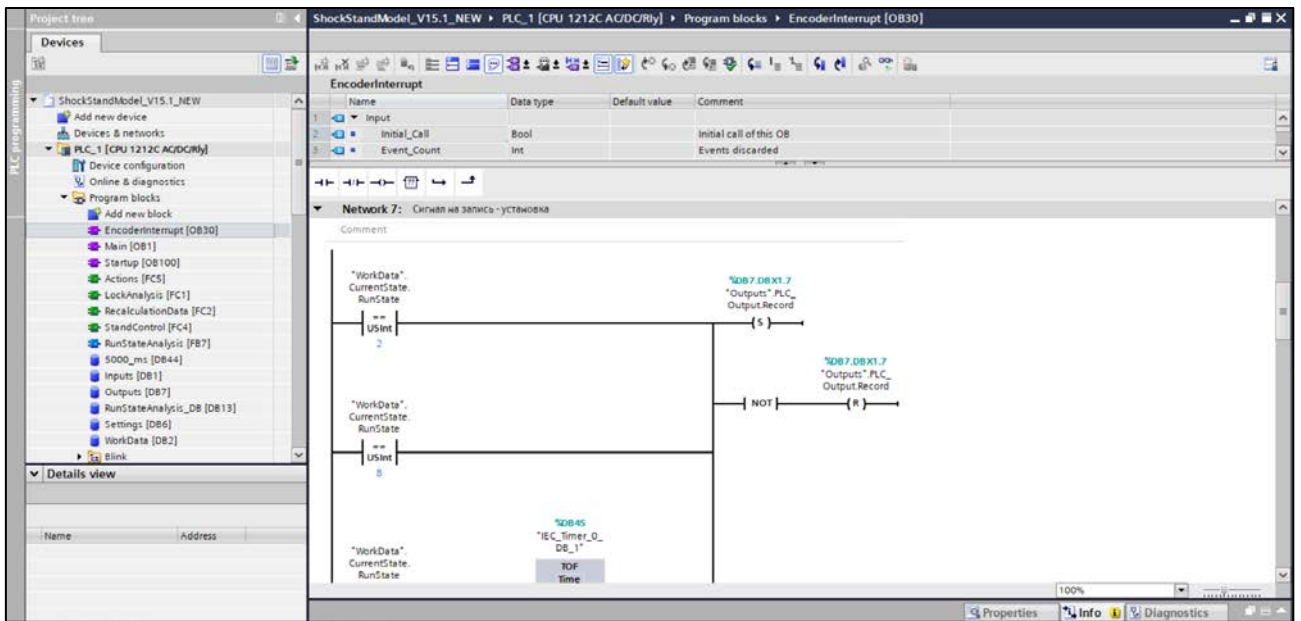 Project tree
ShockStandModel_V15.1_NEW ▸ PLC_1 [CPU 1212C AC/DC/Rly] ▸ Program blocks ▸ EncoderInterrupt [OB30]
Devices
PLC programming
ShockStandModel_V15.1_NEW
Add new device
Devices & networks
PLC_1 [CPU 1212C AC/DC/Rly]
Device configuration
Online & diagnostics
Program blocks
Add new block
EncoderInterrupt [OB30]
Main [OB1]
Startup [OB100]
Actions [FC5]
LockAnalysis [FC1]
RecalculationData [FC2]
StandControl [FC4]
RunStateAnalysis [FB7]
5000_ms [DB44]
Inputs [DB1]
Outputs [DB7]
RunStateAnalysis_DB [DB13]
Settings [DB6]
WorkData [DB2]
Blink
Details view
Name Address
EncoderInterrupt
Name Data type Default value Comment
1 Input
2 Initial_Call Bool Initial call of this OB
3 Event_Count Int Events discarded
Network 7: Сигнал на запись - установка
Comment
"WorkData".
CurrentState.
RunState
==
USInt
2
%DB7.DBX1.7
"Outputs".PLC_
Output.Record
S
%DB7.DBX1.7
"Outputs".PLC_
Output.Record
NOT
R
"WorkData".
CurrentState.
RunState
==
USInt
8
%DB45
"IEC_Timer_0_
DB_1"
TOF
Time
"WorkData".
CurrentState.
RunState
100%
Properties Info Diagnostics